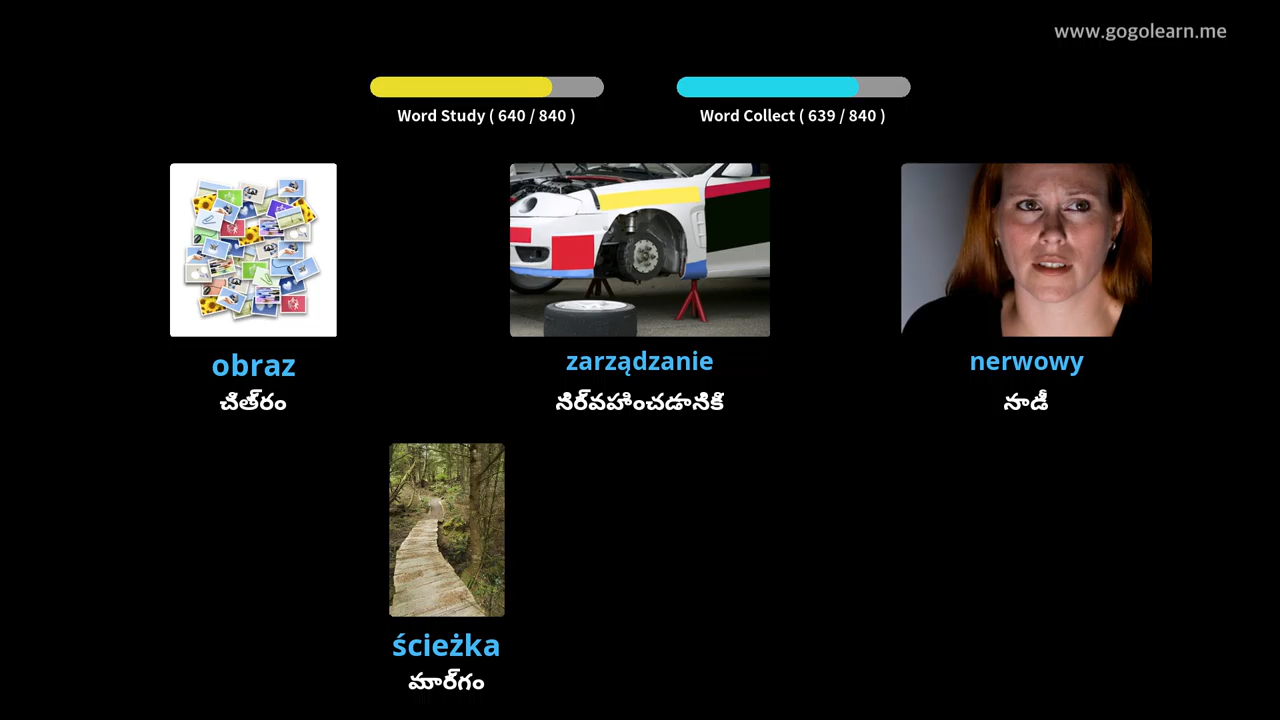 www.gogolearn.me
Word Study ( 640 / 840 )
Word Collect ( 639 / 840 )
obraz
చిత్‌రం
zarządzanie
నిర్‌వహించడానికి
nerwowy
నాడీ
ścieżka
మార్‌గం